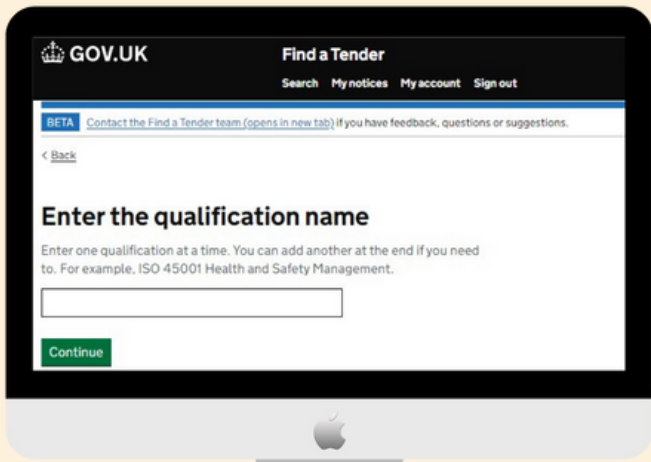 GOV.UK
Find a Tender
Search My notices My account Sign out
BETA Contact the Find a Tender team (opens in new tab) if you have feedback, questions or suggestions.
< Back
Enter the qualification name
Enter one qualification at a time. You can add another at the end if you need
to. For example, ISO 45001 Health and Safety Management.
Continue